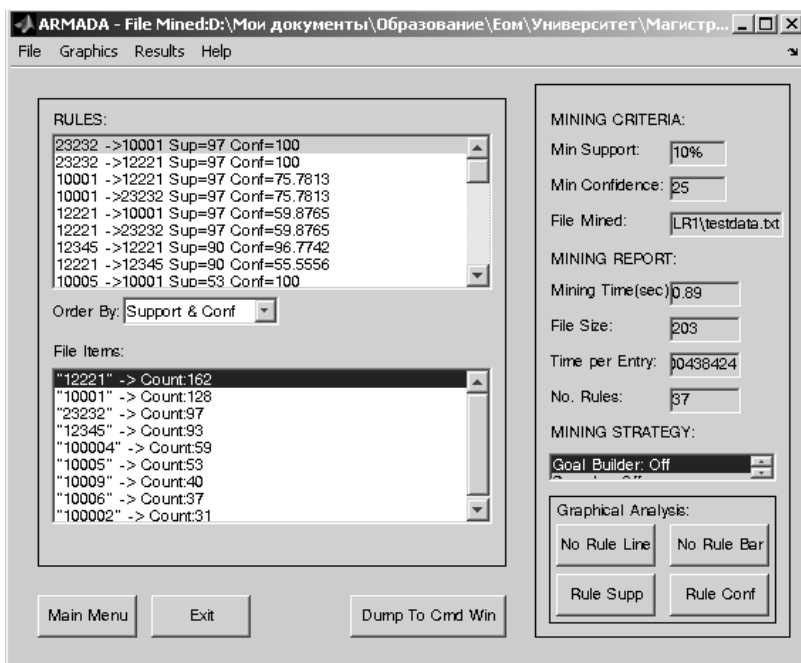 ARMADA - File Mined:D:\Мои документы\Образование\Еом\Университет\Магистр...
File Graphics Results Help
RULES:
23232 ->10001 Sup=97 Conf=100
23232 ->12221 Sup=97 Conf=100
10001 ->12221 Sup=97 Conf=75.7813
10001 ->23232 Sup=97 Conf=75.7813
12221 ->10001 Sup=97 Conf=59.8765
12221 ->23232 Sup=97 Conf=59.8765
12345 ->12221 Sup=90 Conf=96.7742
12221 ->12345 Sup=90 Conf=55.5556
10005 ->10001 Sup=53 Conf=100
Order By: Support & Conf
File Items:
"12221" -> Count:162
"10001" -> Count:128
"23232" -> Count:97
"12345" -> Count:93
"100004" -> Count:59
"10005" -> Count:53
"10009" -> Count:40
"10006" -> Count:37
"100002" -> Count:31
Main Menu Exit Dump To Cmd Win
MINING CRITERIA:
Min Support: 10%
Min Confidence: 25
File Mined: LR1\testdata.txt
MINING REPORT:
Mining Time(sec) 0.89
File Size: 203
Time per Entry: 00438424
No. Rules: 37
MINING STRATEGY:
Goal Builder: Off
Graphical Analysis:
No Rule Line No Rule Bar
Rule Supp Rule Conf